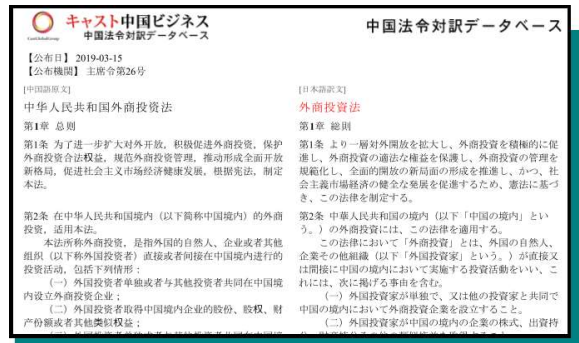 キャスト中国ビジネス
中国法令対訳データベース
中国法令対訳データベース
【公布日】 2019-03-15
【公布機関】 主席令第26号
[中国語原文]
中华人民共和国外商投资法
第1章 总则
第1条 为了进一步扩大对外开放，积极促进外商投资，保护
外商投资合法权益，规范外商投资管理，推动形成全面开放
新格局，促进社会主义市场经济健康发展，根据宪法，制定
本法。
第2条 在中华人民共和国境内（以下简称中国境内）的外商
投资，适用本法。
本法所称外商投资，是指外国的自然人、企业或者其他
组织（以下称外国投资者）直接或者间接在中国境内进行的
投资活动，包括下列情形：
（一）外国投资者单独或者与其他投资者共同在中国境
内设立外商投资企业；
（二）外国投资者取得中国境内企业的股份、股权、财
产份额或者其他类似权益；
[日本語訳文]
外商投資法
第1章 総則
第1条 より一層対外開放を拡大し、外商投資を積極的に促
進し、外商投資の適法な権益を保護し、外商投資の管理を
規範化し、全面的開放の新局面の形成を推進し、かつ、社
会主義市場経済の健全な発展を促進するため、憲法に基づ
き、この法律を制定する。
第2条 中華人民共和国の境内（以下「中国の境内」とい
う。）の外商投資には、この法律を適用する。
この法律において「外商投資」とは、外国の自然人、
企業その他組織（以下「外国投資家」という。）が直接又
は間接に中国の境内において実施する投資活動をいい、こ
れには、次に掲げる事由を含む。
（一）外国投資家が単独で、又は他の投資家と共同で
中国の境内において外商投資企業を設立すること。
（二）外国投資家が中国の境内の企業の株式、出資持